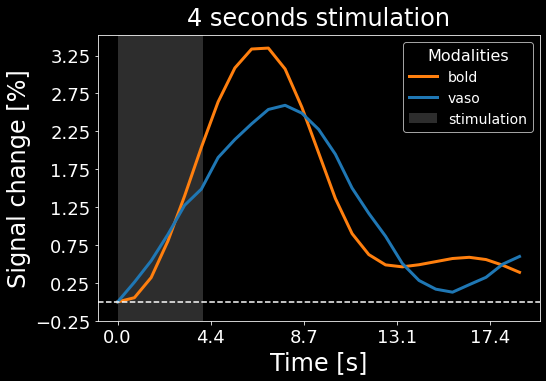 4 seconds stimulation
Signal change [%]
3.25
2.75
2.25
1.75
1.25
0.75
0.25
−0.25
Modalities
bold
vaso
stimulation
0.0 4.4 8.7 13.1 17.4
Time [s]